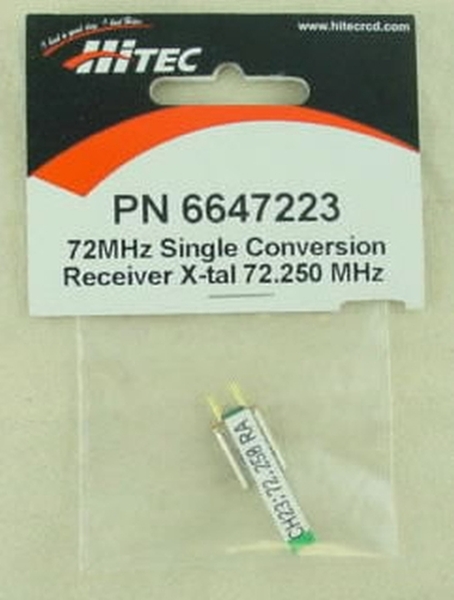 www.hitecrcd.com
HiTEC
PN 6647223
72MHz Single Conversion
Receiver X-tal 72.250 MHz
CH23:72.250 RA